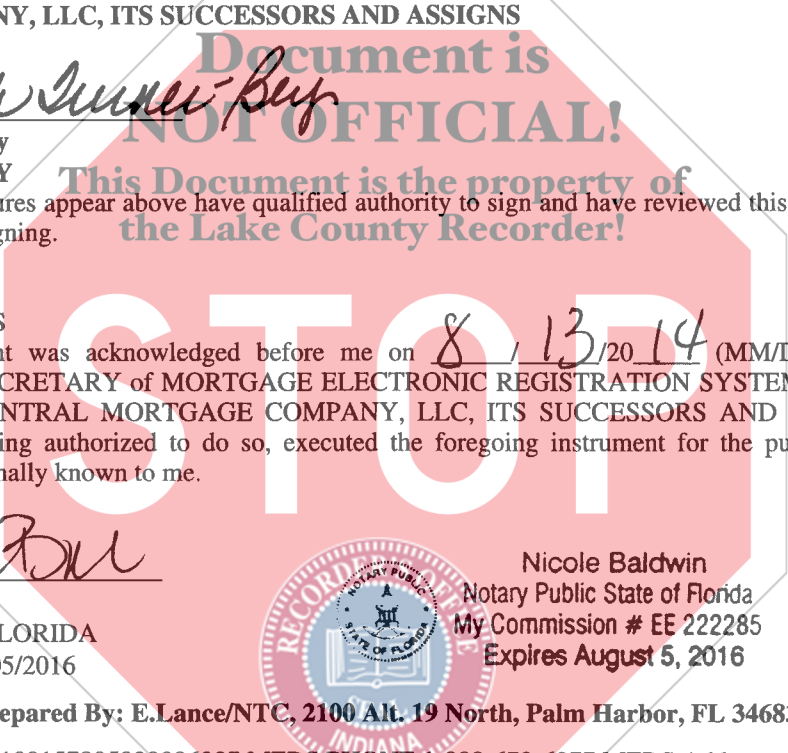 NY, LLC, ITS SUCCESSORS AND ASSIGNS
Document is
NOT OFFICIAL!
This Document is the property of
the Lake County Recorder!
y
Y
ures appear above have qualified authority to sign and have reviewed this
gning.
S
nt was acknowledged before me on 8 / 13 /20 14 (MM/D
CRETARY of MORTGAGE ELECTRONIC REGISTRATION SYSTEM
NTRAL MORTGAGE COMPANY, LLC, ITS SUCCESSORS AND
ing authorized to do so, executed the foregoing instrument for the pu
nally known to me.
STOP
Nicole Baldwin
Notary Public State of Florida
My Commission # EE 222285
Expires August 5, 2016
NOTARY PUBLIC
STATE OF FLORIDA
RECORDER OFFICE
SEAL
INDIANA
LORIDA
05/2016
epared By: E.Lance/NTC, 2100 Alt. 19 North, Palm Harbor, FL 34683